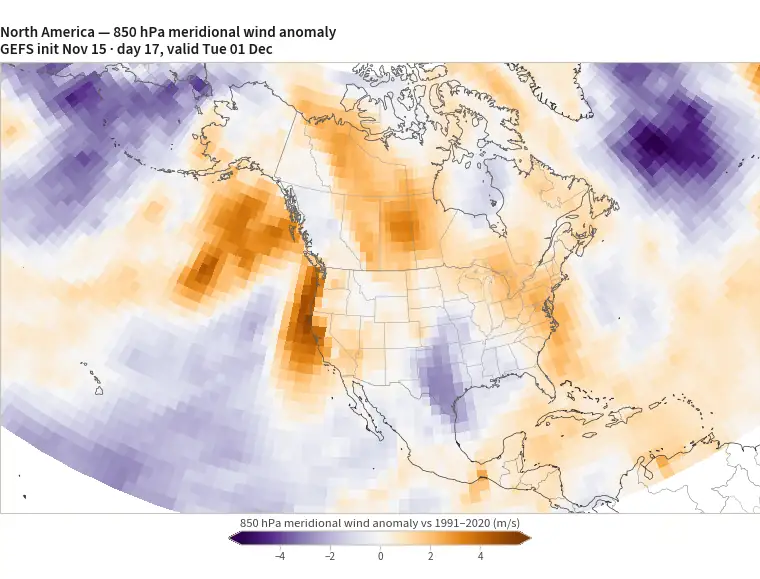 North America — 850 hPa meridional wind anomaly
GEFS init Nov 15 · day 17, valid Tue 01 Dec
850 hPa meridional wind anomaly vs 1991–2020 (m/s)
−4 −2 0 2 4